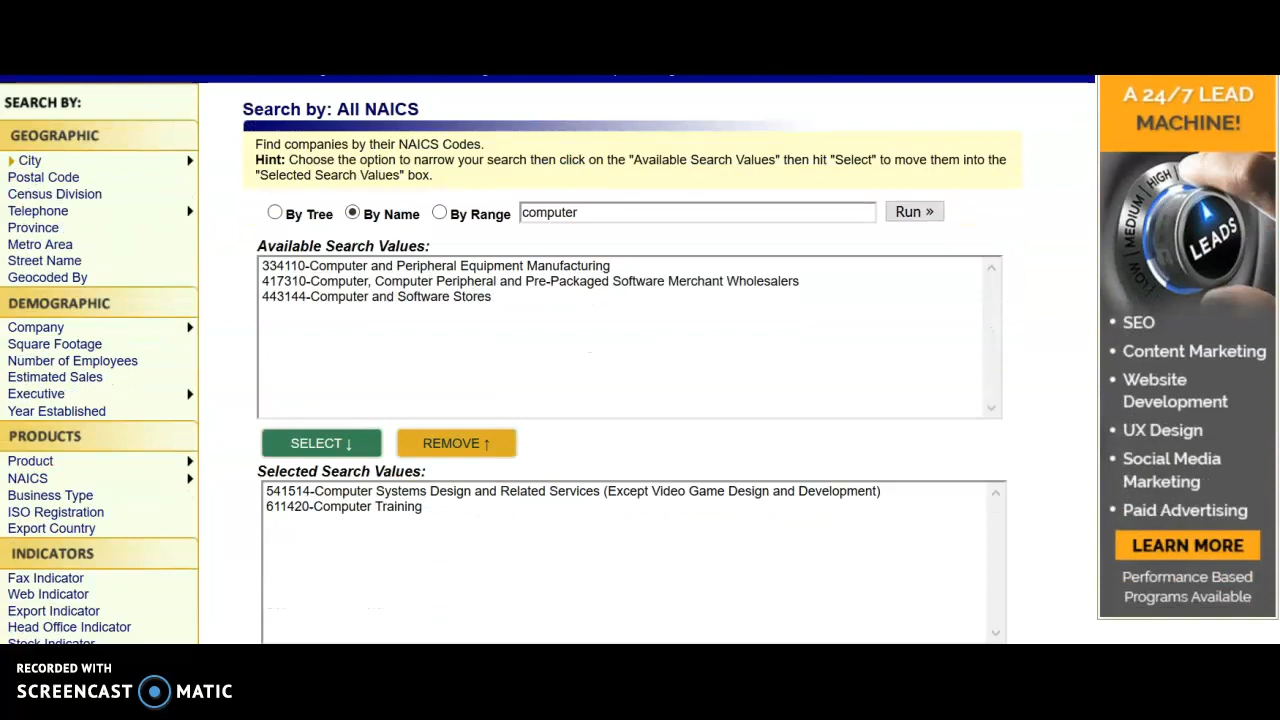 SEARCH BY:
GEOGRAPHIC
City
Postal Code
Census Division
Telephone
Province
Metro Area
Street Name
Geocoded By
DEMOGRAPHIC
Company
Square Footage
Number of Employees
Estimated Sales
Executive
Year Established
PRODUCTS
Product
NAICS
Business Type
ISO Registration
Export Country
INDICATORS
Fax Indicator
Web Indicator
Export Indicator
Head Office Indicator
Search by: All NAICS
Find companies by their NAICS Codes.
Hint: Choose the option to narrow your search then click on the "Available Search Values" then hit "Select" to move them into the
"Selected Search Values" box.
By Tree By Name By Range computer Run »
Available Search Values:
334110-Computer and Peripheral Equipment Manufacturing
417310-Computer, Computer Peripheral and Pre-Packaged Software Merchant Wholesalers
443144-Computer and Software Stores
SELECT ↓ REMOVE ↑
Selected Search Values:
541514-Computer Systems Design and Related Services (Except Video Game Design and Development)
611420-Computer Training
A 24/7 LEAD
MACHINE!
LOW MEDIUM HIGH
LEADS
• SEO
• Content Marketing
• Website
Development
• UX Design
• Social Media
Marketing
• Paid Advertising
LEARN MORE
Performance Based
Programs Available
RECORDED WITH
SCREENCAST MATIC